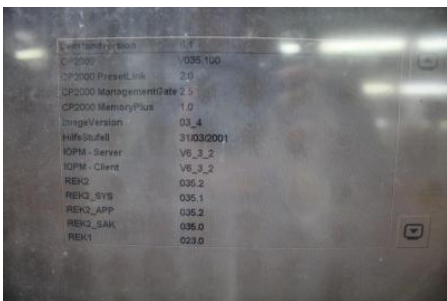 CP2000 V035.100
CP2000 PresetLink 2.0
CP2000 ManagementGate 2.5
CP2000 MemoryPlus 1.0
ImageVersion 03_4
HilfeStufeII 31/03/2001
IOPM - Server V6_3_2
IOPM - Client V6_3_2
REK2 035.2
REK2_SYS 035.1
REK2_APP 035.2
REK2_SAK 035.0
REK1 023.0